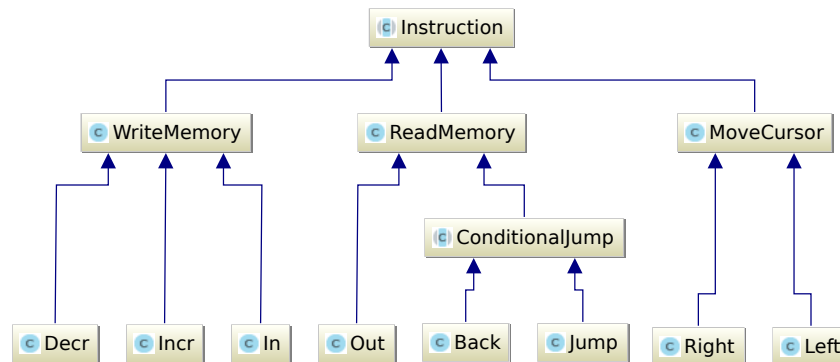 C Instruction
C WriteMemory
C ReadMemory
C MoveCursor
C ConditionalJump
C Decr
C Incr
C In
C Out
C Back
C Jump
C Right
C Left